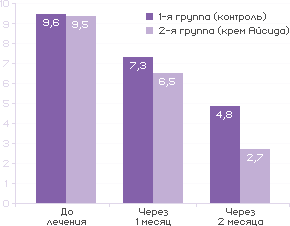 10
9
8
7
6
5
4
3
2
1
0
1-я группа (контроль)
2-я группа (крем Айсида)
9,6
9,5
7,3
6,5
4,8
2,7
До
лечения
Через
1 месяц
Через
2 месяца